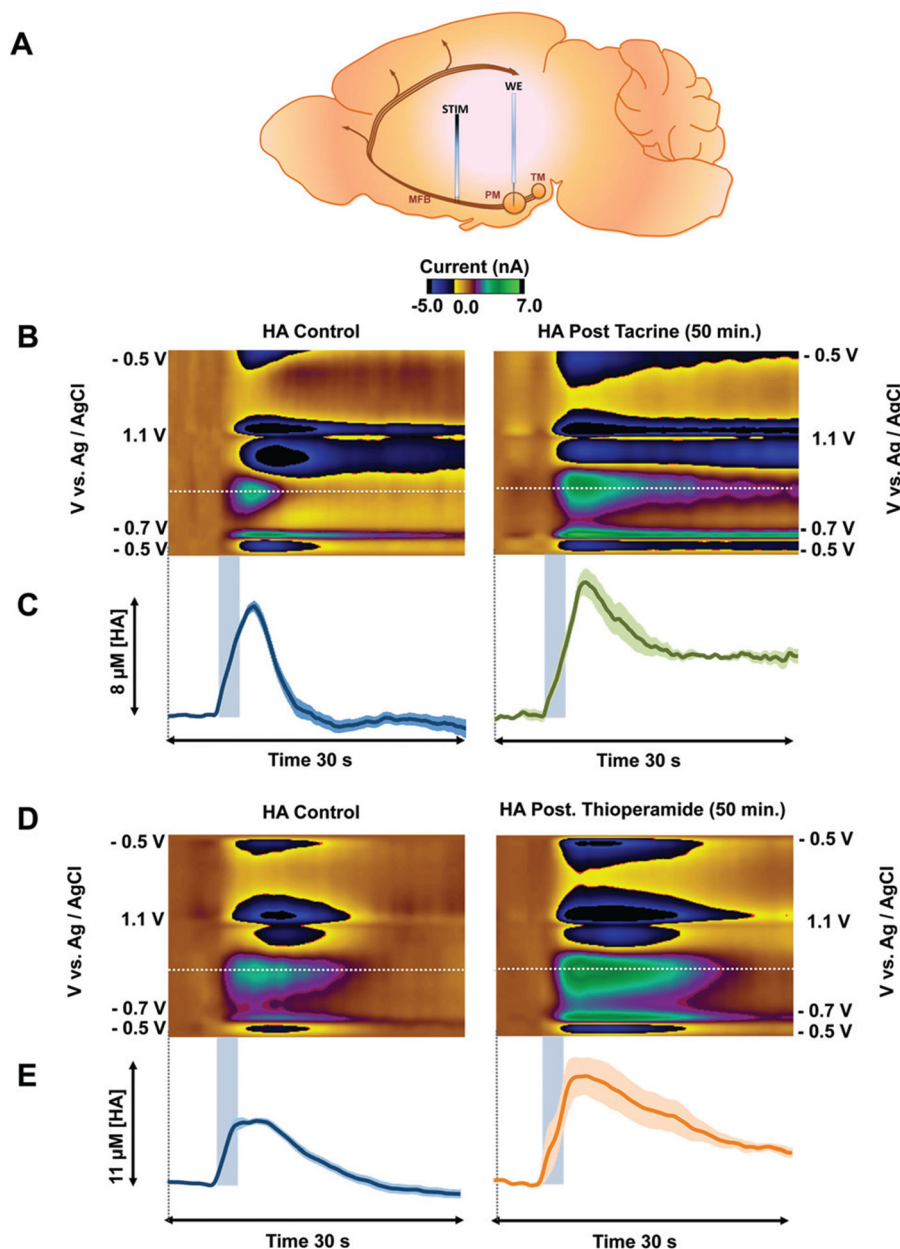 A
STIM
WE
MFB
PM
TM
Current (nA)
-5.0 0.0 7.0
B
HA Control
HA Post Tacrine (50 min.)
V vs. Ag / AgCl
- 0.5 V
1.1 V
- 0.7 V
- 0.5 V
- 0.5 V
1.1 V
- 0.7 V
- 0.5 V
V vs. Ag / AgCl
C
8 µM [HA]
Time 30 s
Time 30 s
D
HA Control
HA Post. Thioperamide (50 min.)
V vs. Ag / AgCl
- 0.5 V
1.1 V
- 0.7 V
- 0.5 V
- 0.5 V
1.1 V
- 0.7 V
- 0.5 V
V vs. Ag / AgCl
E
11 µM [HA]
Time 30 s
Time 30 s